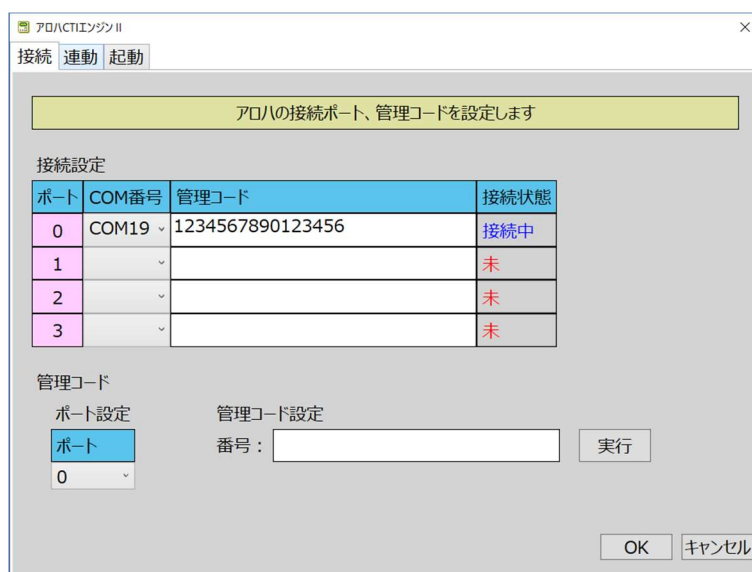 アロハCTIエンジンⅡ
接続 連動 起動
アロハの接続ポート、管理コードを設定します
接続設定
ポート COM番号 管理コード 接続状態
0 COM19 1234567890123456 接続中
1 未
2 未
3 未
管理コード
ポート設定 管理コード設定
ポート 番号： 実行
0
OK キャンセル